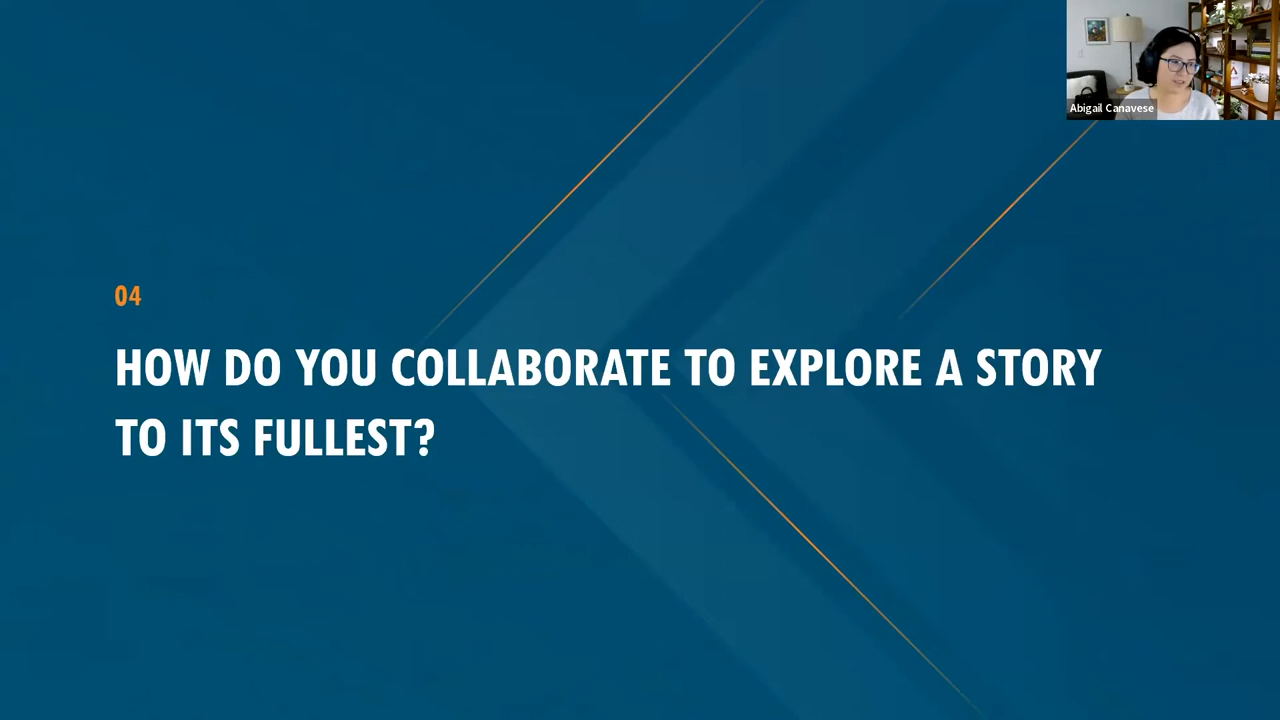 Abigail Canavese
04
HOW DO YOU COLLABORATE TO EXPLORE A STORY
TO ITS FULLEST?